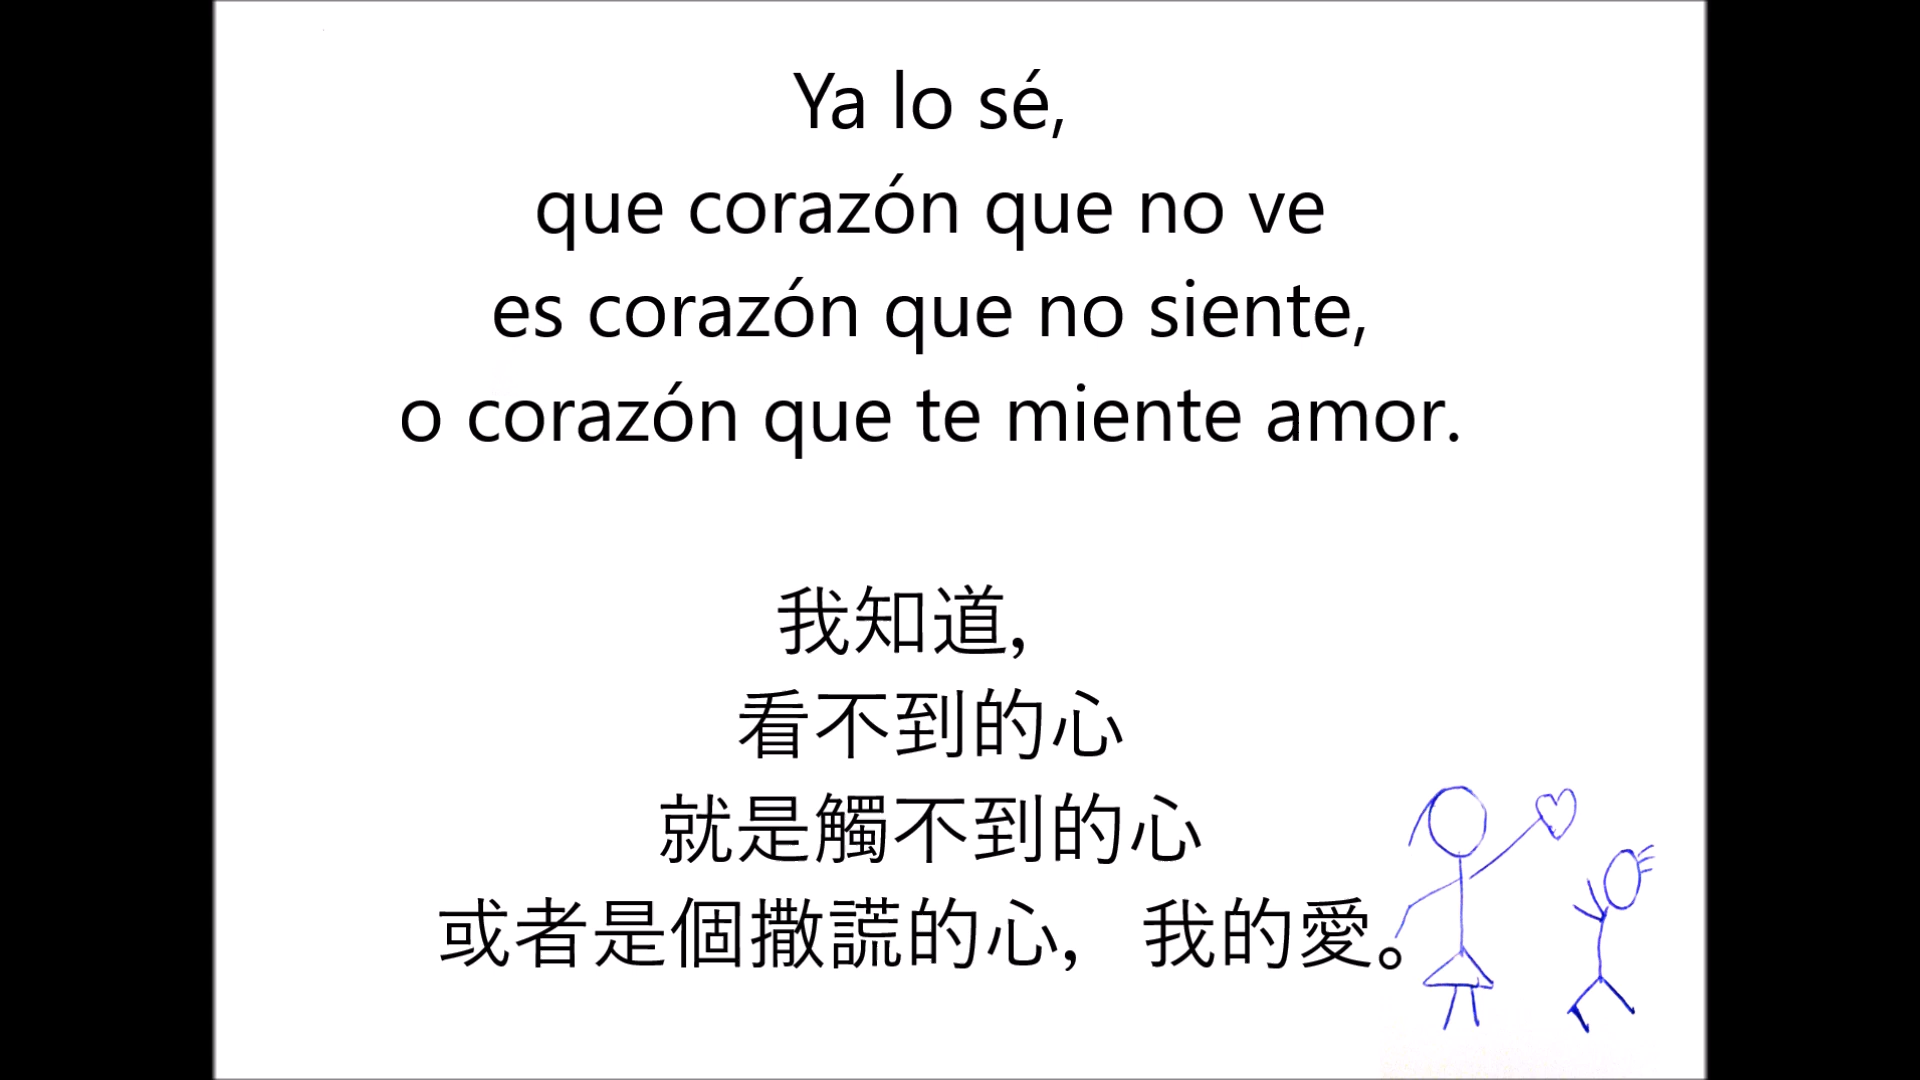 Ya lo sé,
que corazón que no ve
es corazón que no siente,
o corazón que te miente amor.
我知道,
看不到的心
就是觸不到的心
或者是個撒謊的心, 我的愛。